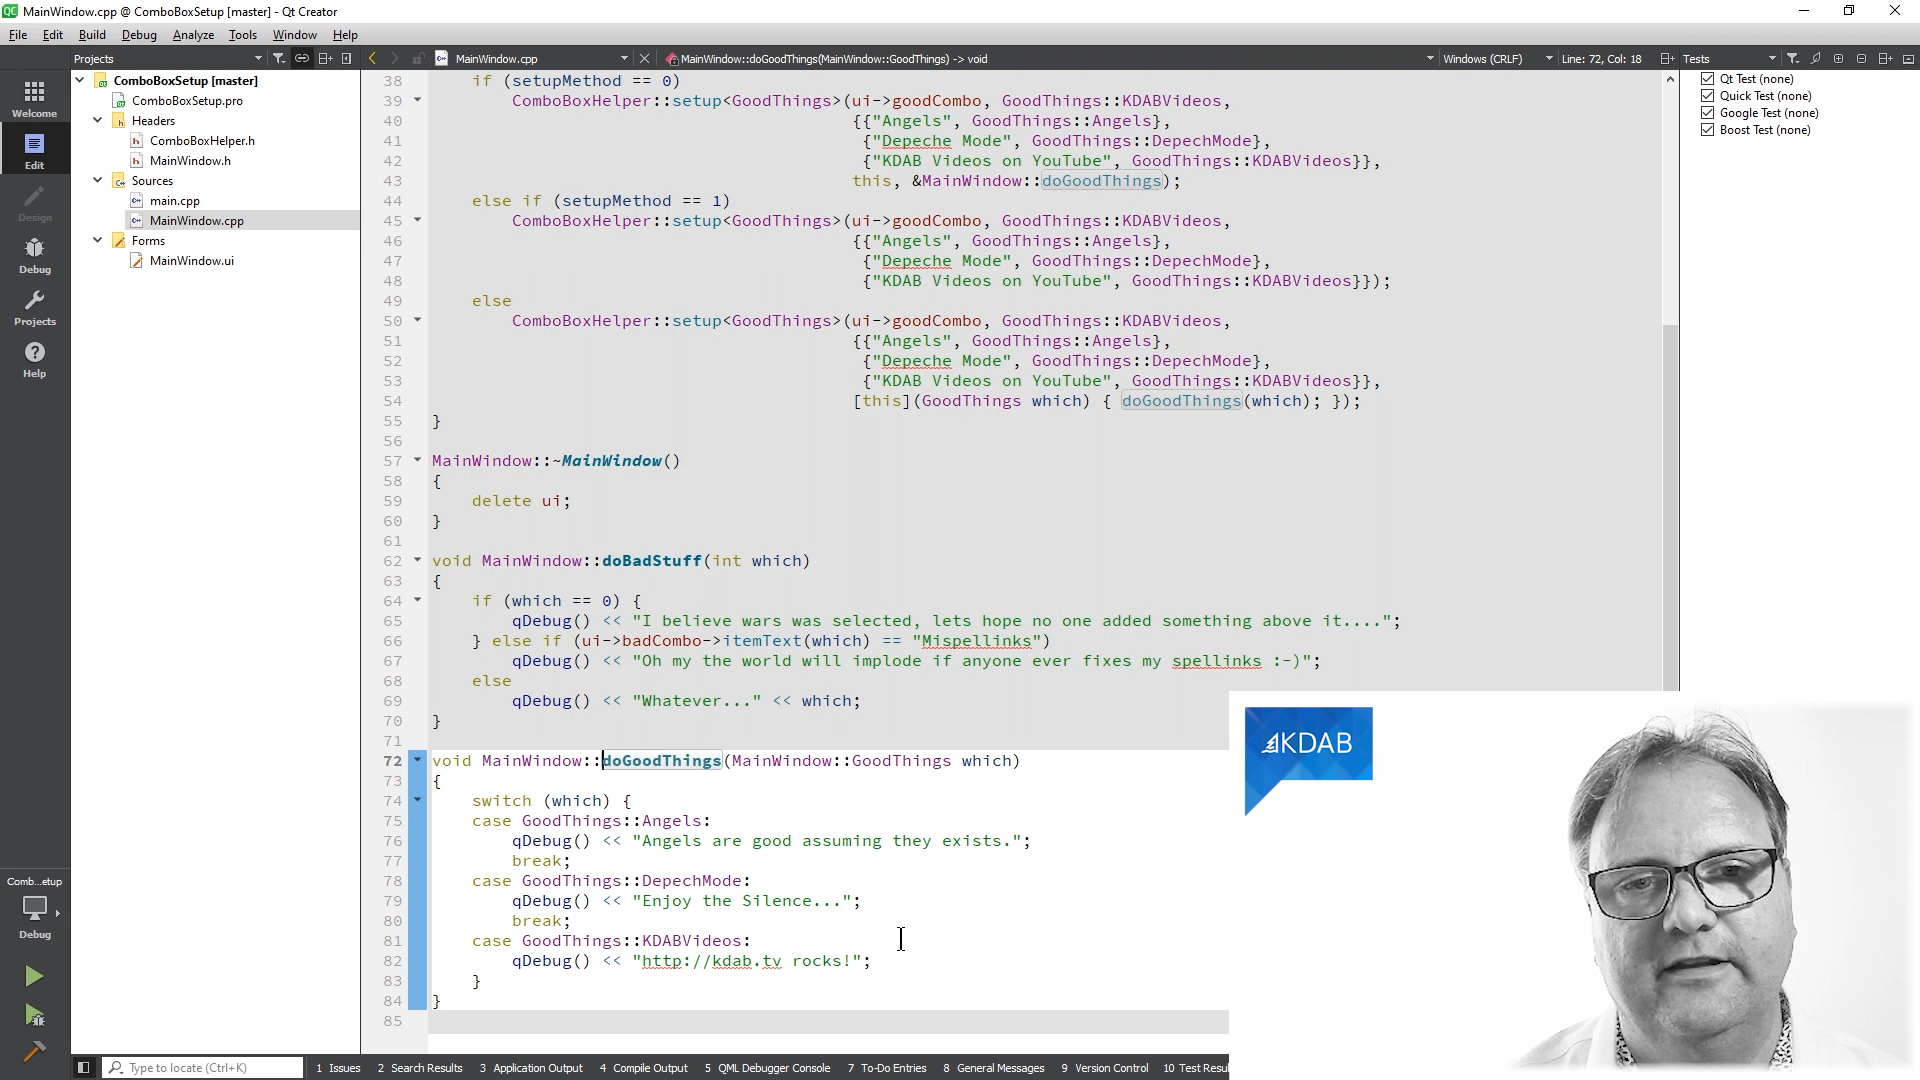 MainWindow.cpp @ ComboBoxSetup [master] - Qt Creator
File Edit Build Debug Analyze Tools Window Help
Projects MainWindow.cpp MainWindow::doGoodThings(MainWindow::GoodThings) -> void Windows (CRLF) Line: 72, Col: 18 Tests
Welcome
Edit
Design
Debug
Projects
Help
Comb...etup
Debug
ComboBoxSetup [master]
ComboBoxSetup.pro
Headers
ComboBoxHelper.h
MainWindow.h
Sources
main.cpp
MainWindow.cpp
Forms
MainWindow.ui
38 if (setupMethod == 0)
39 ComboBoxHelper::setup<GoodThings>(ui->goodCombo, GoodThings::KDABVideos,
40 {{"Angels", GoodThings::Angels},
41 {"Depeche Mode", GoodThings::DepechMode},
42 {"KDAB Videos on YouTube", GoodThings::KDABVideos}},
43 this, &MainWindow::doGoodThings);
44 else if (setupMethod == 1)
45 ComboBoxHelper::setup<GoodThings>(ui->goodCombo, GoodThings::KDABVideos,
46 {{"Angels", GoodThings::Angels},
47 {"Depeche Mode", GoodThings::DepechMode},
48 {"KDAB Videos on YouTube", GoodThings::KDABVideos}});
49 else
50 ComboBoxHelper::setup<GoodThings>(ui->goodCombo, GoodThings::KDABVideos,
51 {{"Angels", GoodThings::Angels},
52 {"Depeche Mode", GoodThings::DepechMode},
53 {"KDAB Videos on YouTube", GoodThings::KDABVideos}},
54 [this](GoodThings which) { doGoodThings(which); });
55 }
56
57 MainWindow::~MainWindow()
58 {
59 delete ui;
60 }
61
62 void MainWindow::doBadStuff(int which)
63 {
64 if (which == 0) {
65 qDebug() << "I believe wars was selected, lets hope no one added something above it....";
66 } else if (ui->badCombo->itemText(which) == "Mispellinks")
67 qDebug() << "Oh my the world will implode if anyone ever fixes my spellinks :-)";
68 else
69 qDebug() << "Whatever..." << which;
70 }
71
72 void MainWindow::doGoodThings(MainWindow::GoodThings which)
73 {
74 switch (which) {
75 case GoodThings::Angels:
76 qDebug() << "Angels are good assuming they exists.";
77 break;
78 case GoodThings::DepechMode:
79 qDebug() << "Enjoy the Silence...";
80 break;
81 case GoodThings::KDABVideos:
82 qDebug() << "http://kdab.tv rocks!";
83 }
84 }
85
Qt Test (none)
Quick Test (none)
Google Test (none)
Boost Test (none)
KDAB
Type to locate (Ctrl+K) 1 Issues 2 Search Results 3 Application Output 4 Compile Output 5 QML Debugger Console 7 To-Do Entries 8 General Messages 9 Version Control 10 Test Resul